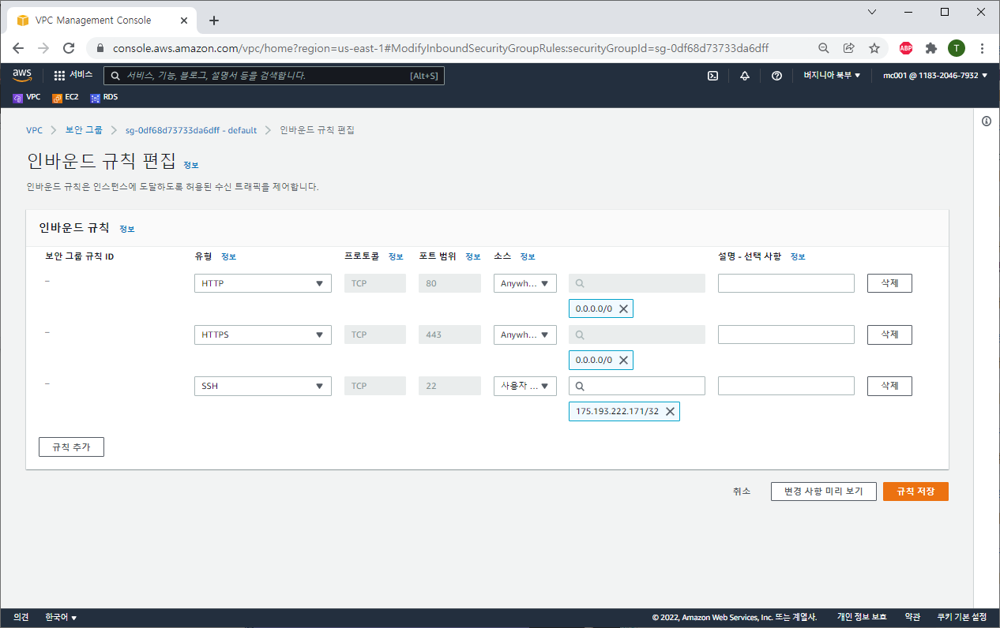 VPC Management Console
console.aws.amazon.com/vpc/home?region=us-east-1#ModifyInboundSecurityGroupRules:securityGroupId=sg-0df68d73733da6dff
ABP
T
aws
서비스
서비스, 기능, 블로그, 설명서 등을 검색합니다.
[Alt+S]
버지니아 북부
mc001 @ 1183-2046-7932
VPC
EC2
RDS
VPC
보안 그룹
sg-0df68d73733da6dff - default
인바운드 규칙 편집
인바운드 규칙 편집 정보
인바운드 규칙은 인스턴스에 도달하도록 허용된 수신 트래픽을 제어합니다.
인바운드 규칙 정보
보안 그룹 규칙 ID
유형 정보
프로토콜 정보
포트 범위 정보
소스 정보
설명 - 선택 사항 정보
–
HTTP
TCP
80
Anywh...
삭제
0.0.0.0/0
–
HTTPS
TCP
443
Anywh...
삭제
0.0.0.0/0
–
SSH
TCP
22
사용자 ...
삭제
175.193.222.171/32
규칙 추가
취소
변경 사항 미리 보기
규칙 저장
의견
한국어
© 2022, Amazon Web Services, Inc. 또는 계열사.
개인 정보 보호
약관
쿠키 기본 설정